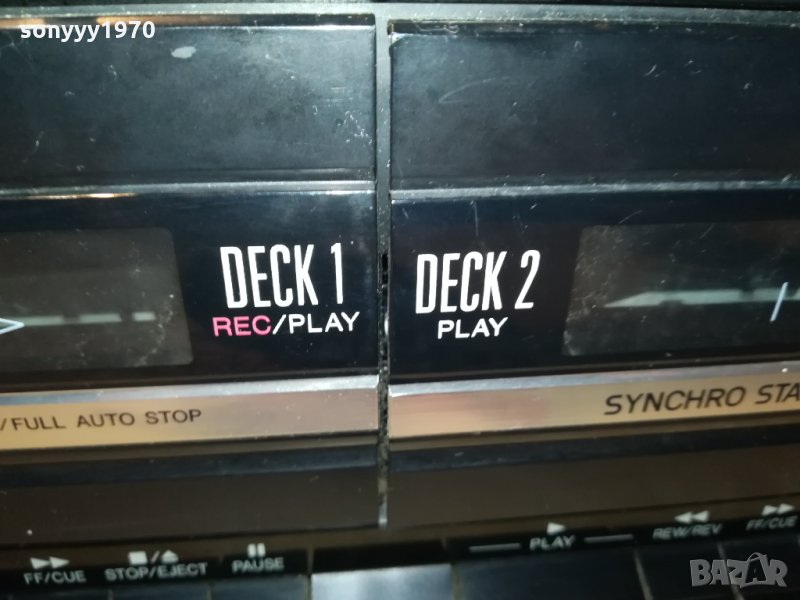 sonyyy1970
DECK 1
REC/PLAY
DECK 2
PLAY
/FULL AUTO STOP
SYNCHRO STA
FF/CUE
STOP/EJECT
PAUSE
PLAY
REW/REV
FF/CUE
BAZAR